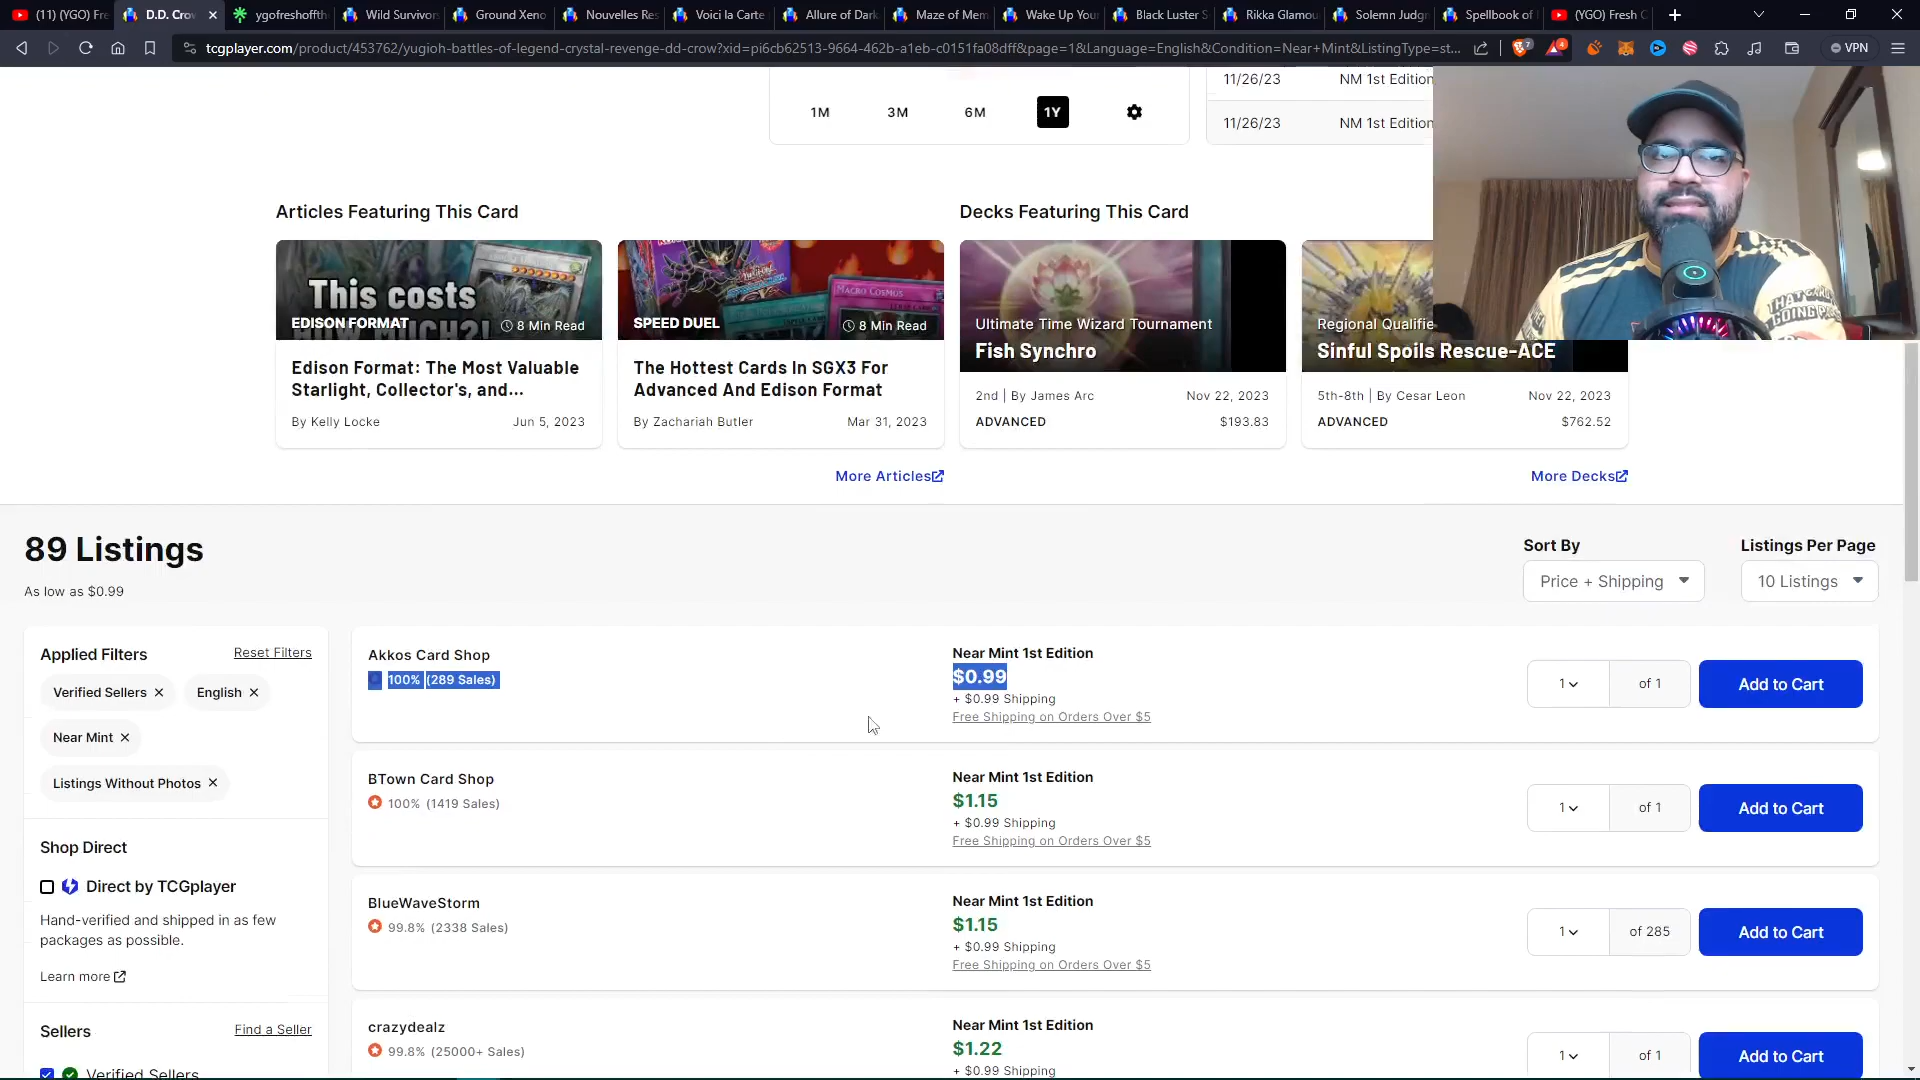 (11) (YGO) Fre
D.D. Cro
ygofreshoffth
Wild Survivor
Ground Xeno
Nouvelles Res
Voici la Carte
Allure of Dark
Maze of Mem
Wake Up You
Black Luster S
Rikka Glamou
Solemn Judg
Spellbook of
(YGO) Fresh C
tcgplayer.com/product/453762/yugioh-battles-of-legend-crystal-revenge-dd-crow?xid=pi6cb62513-9664-462b-a1eb-c0151fa08dff&page=1&Language=English&Condition=Near+Mint&ListingType=st...
VPN
11/26/23 NM 1st Edition
1M 3M 6M 1Y
11/26/23 NM 1st Edition
Articles Featuring This Card
Decks Featuring This Card
This costs
HOW MUCH?!
EDISON FORMAT
8 Min Read
Edison Format: The Most Valuable
Starlight, Collector's, and...
By Kelly Locke Jun 5, 2023
MACRO COSMOS
SPEED DUEL
8 Min Read
The Hottest Cards In SGX3 For
Advanced And Edison Format
By Zachariah Butler Mar 31, 2023
Ultimate Time Wizard Tournament
Fish Synchro
2nd | By James Arc Nov 22, 2023
ADVANCED $193.83
Regional Qualifie
Sinful Spoils Rescue-ACE
5th-8th | By Cesar Leon Nov 22, 2023
ADVANCED $762.52
More Articles
More Decks
89 Listings
As low as $0.99
Sort By
Price + Shipping
Listings Per Page
10 Listings
Applied Filters Reset Filters
Verified Sellers
English
Near Mint
Listings Without Photos
Shop Direct
Direct by TCGplayer
Hand-verified and shipped in as few
packages as possible.
Learn more
Sellers Find a Seller
Verified Sellers
Akkos Card Shop
100% (289 Sales)
Near Mint 1st Edition
$0.99
+ $0.99 Shipping
Free Shipping on Orders Over $5
1 of 1
Add to Cart
BTown Card Shop
100% (1419 Sales)
Near Mint 1st Edition
$1.15
+ $0.99 Shipping
Free Shipping on Orders Over $5
1 of 1
Add to Cart
BlueWaveStorm
99.8% (2338 Sales)
Near Mint 1st Edition
$1.15
+ $0.99 Shipping
Free Shipping on Orders Over $5
1 of 285
Add to Cart
crazydealz
99.8% (25000+ Sales)
Near Mint 1st Edition
$1.22
+ $0.99 Shipping
1 of 1
Add to Cart